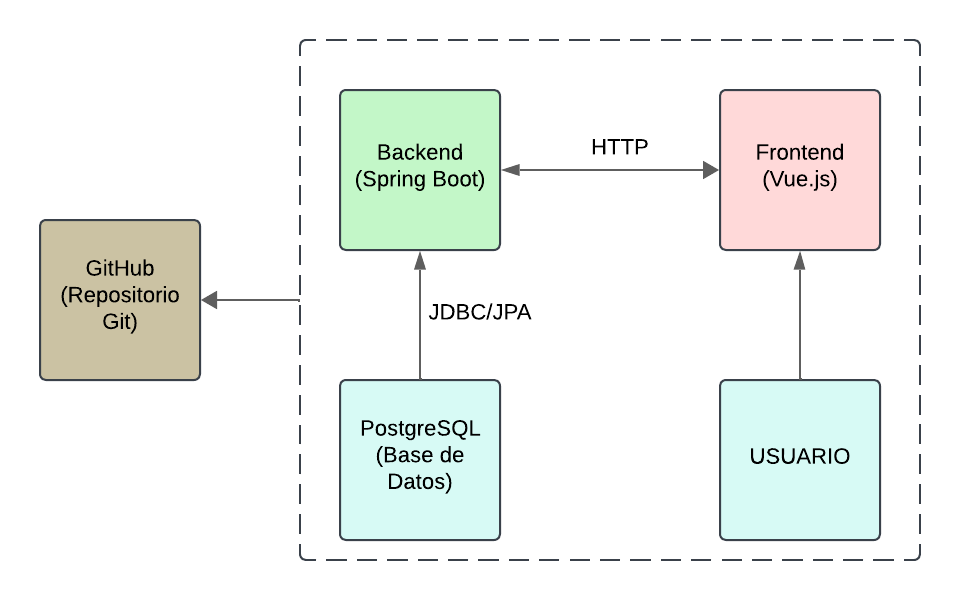 HTTP
Backend
(Spring Boot)
Frontend
(Vue.js)
GitHub
(Repositorio
Git)
JDBC/JPA
PostgreSQL
(Base de
Datos)
USUARIO